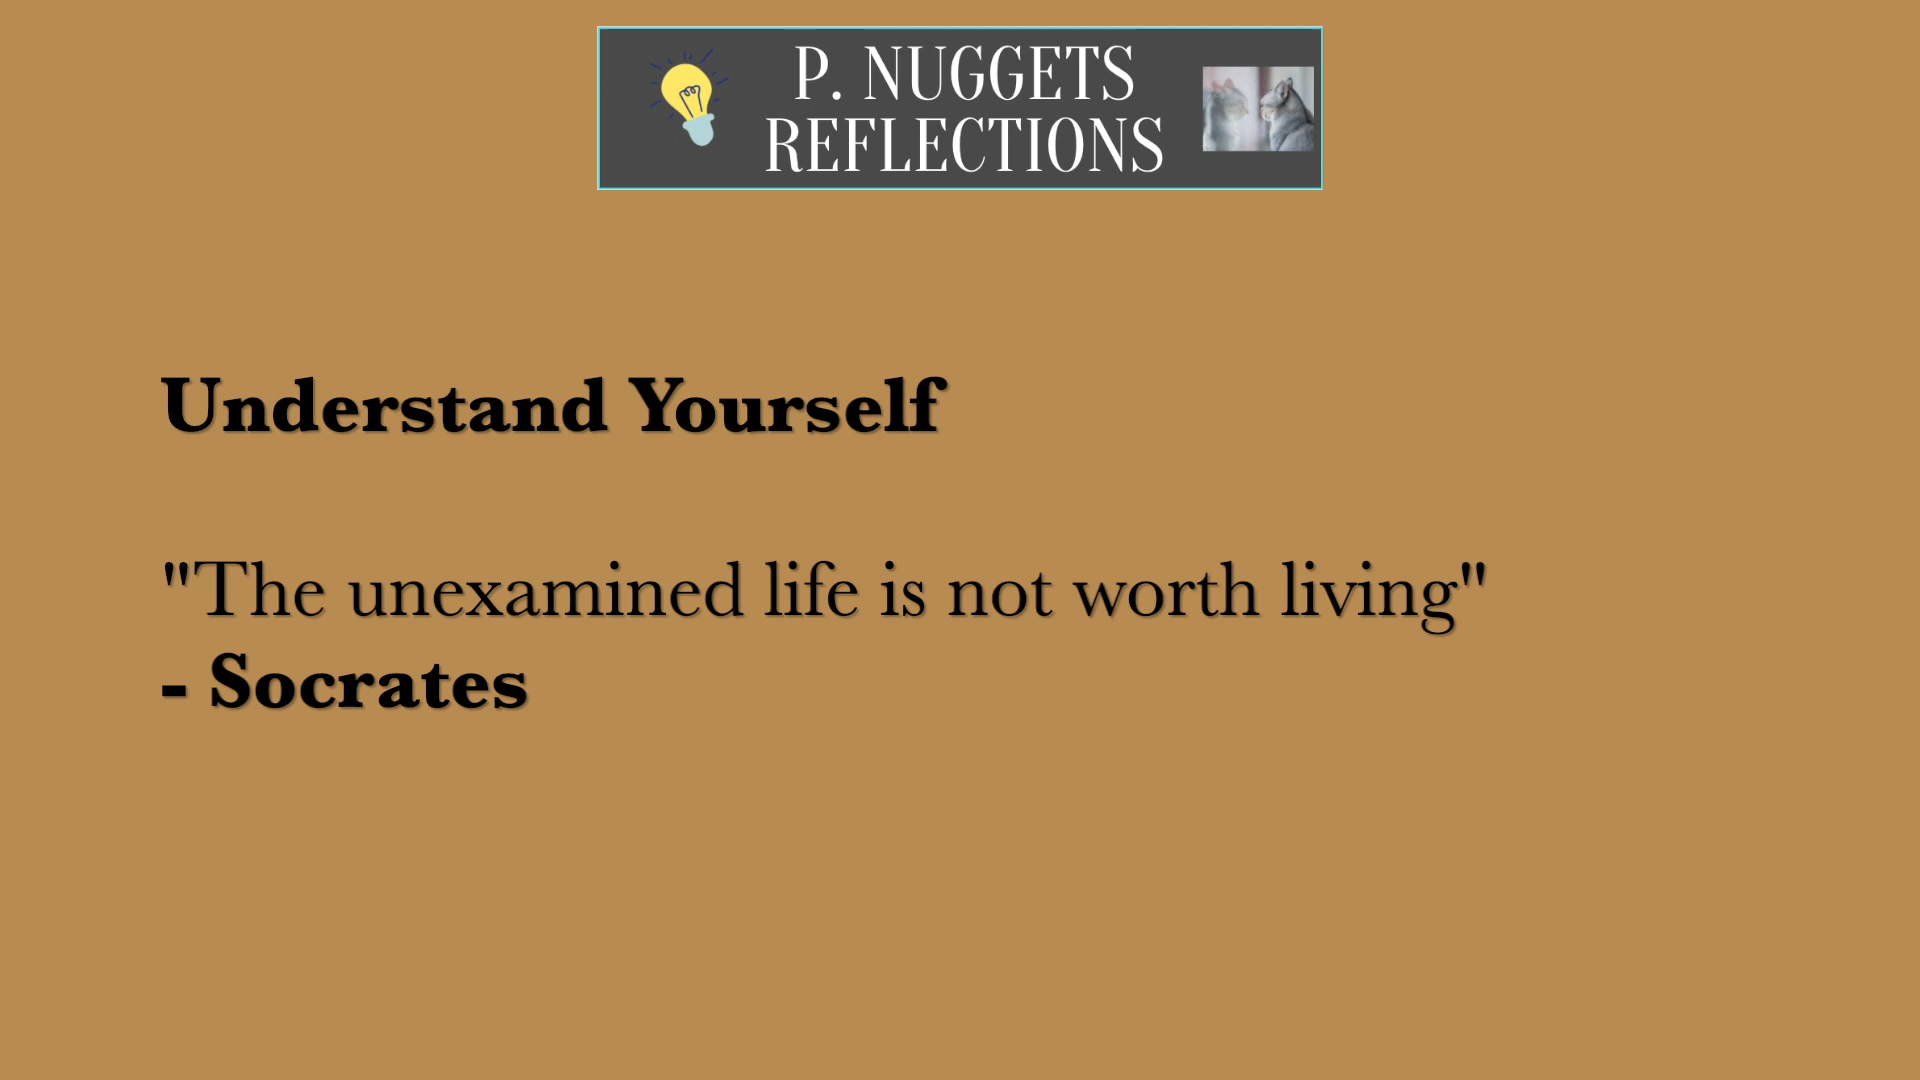 P. NUGGETS
REFLECTIONS
Understand Yourself
"The unexamined life is not worth living"
- Socrates